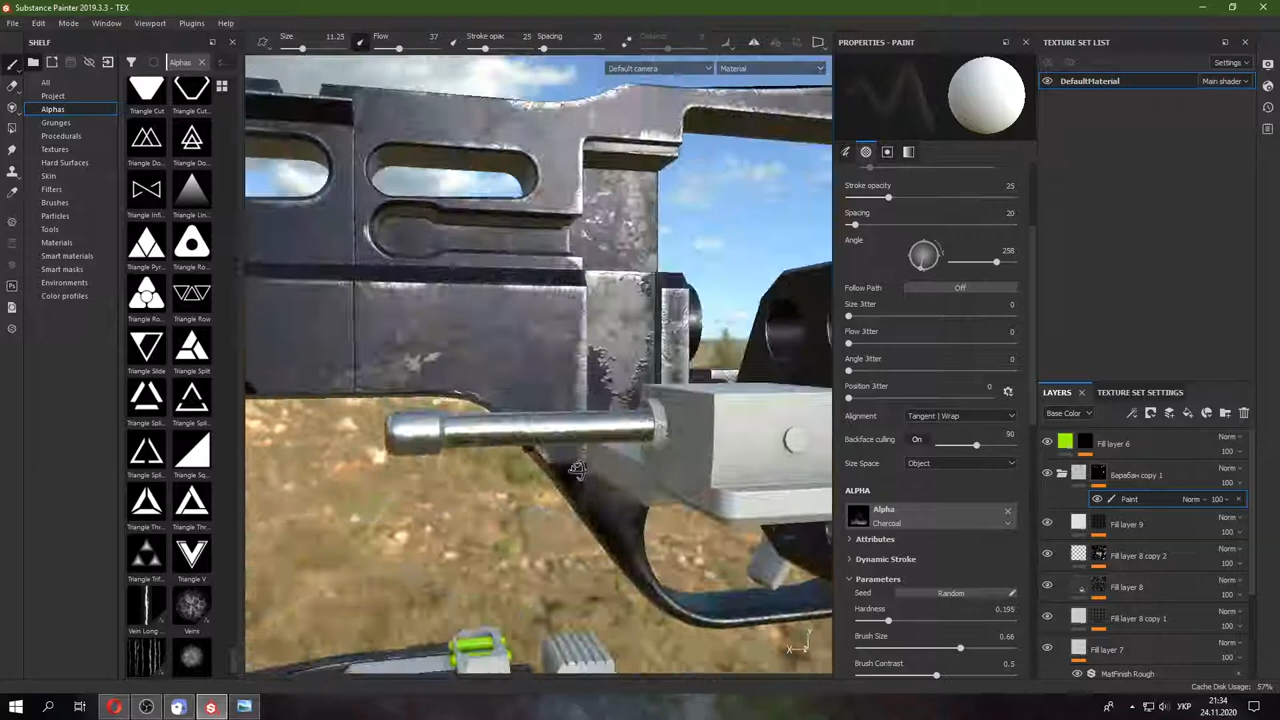 Substance Painter 2019.3.3 - TEX
File Edit Mode Viewport Plugins Window Help
SHELF
Size 11.25 Flow 37 Stroke opacity 25 Spacing 20 Distance 8
Default camera Material
Alphas
All
Project
Alphas
Grunges
Procedurals
Textures
Hard Surfaces
Skin
Filters
Brushes
Particles
Tools
Materials
Smart materials
Smart masks
Environments
Color profiles
Triangle Cut Triangle Cut...
Triangle Do... Triangle Do...
Triangle Infi... Triangle Lin...
Triangle Pyr... Triangle Ro...
Triangle Ro... Triangle Row
Triangle Slide Triangle Split
Triangle Spli... Triangle Spli...
Triangle Spli... Triangle Squ...
Triangle Thr... Triangle Thr...
Triangle Trif... Triangle V
Vein Long ... Veins
PROPERTIES - PAINT
Stroke opacity 25
Spacing 20
Angle
258
Follow Path Off
Size Jitter 0
Flow Jitter 0
Angle Jitter 0
Position Jitter 0
Alignment Tangent | Wrap
Backface culling On 90
Size Space Object
ALPHA
Alpha
Charcoal
Attributes
Dynamic Stroke
Parameters
Seed Random
Hardness 0.195
Brush Size 0.66
Brush Contrast 0.5
TEXTURE SET LIST
Settings
DefaultMaterial Main shader
LAYERS TEXTURE SET SETTINGS
Base Color
Fill layer 6 Norm 100
Барабан copy 1 Norm 100
Paint Norm 100
Fill layer 9 Norm 100
Fill layer 8 copy 2 Norm 100
Fill layer 8 Norm 100
Fill layer 8 copy 1 Norm 100
Fill layer 7 Norm 100
MatFinish Rough
Cache Disk Usage: 57%
УКР
21:34
24.11.2020